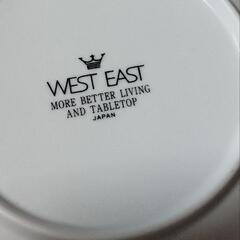 WEST EAST
MORE BETTER LIVING
AND TABLETOP
JAPAN